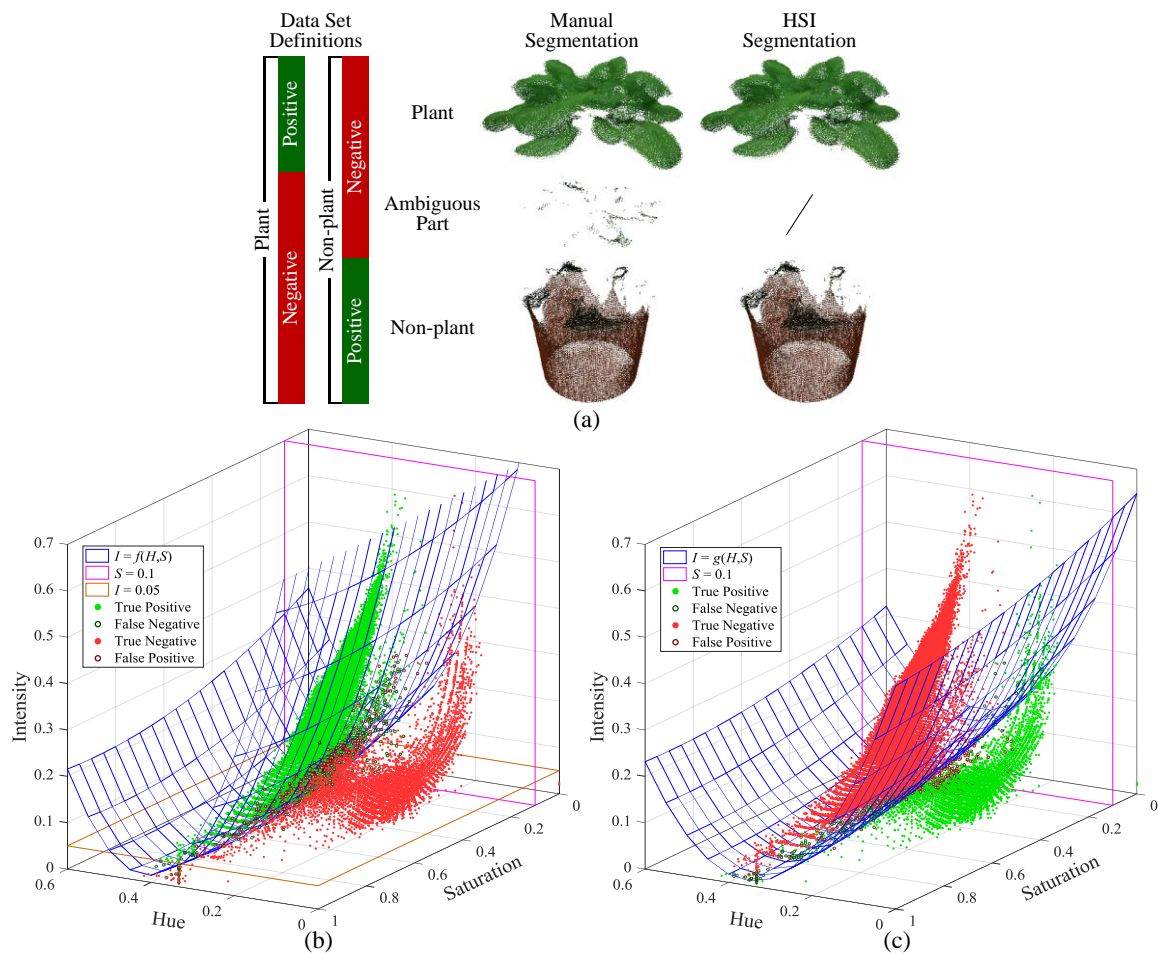 Data Set
Definitions
Manual
Segmentation
HSI
Segmentation
Plant
Positive
Negative
Non-plant
Negative
Positive
Plant
Ambiguous
Part
Non-plant
(a)
Intensity
0.7
0.6
0.5
0.4
0.3
0.2
0.1
0
I = f(H,S)
S = 0.1
I = 0.05
True Positive
False Negative
True Negative
False Positive
0.6
0.4
0.2
0
Hue
1
0.8
0.6
0.4
0.2
0
Saturation
(b)
Intensity
0.7
0.6
0.5
0.4
0.3
0.2
0.1
0
I = g(H,S)
S = 0.1
True Positive
False Negative
True Negative
False Positive
0.6
0.4
0.2
0
Hue
1
0.8
0.6
0.4
0.2
0
Saturation
(c)